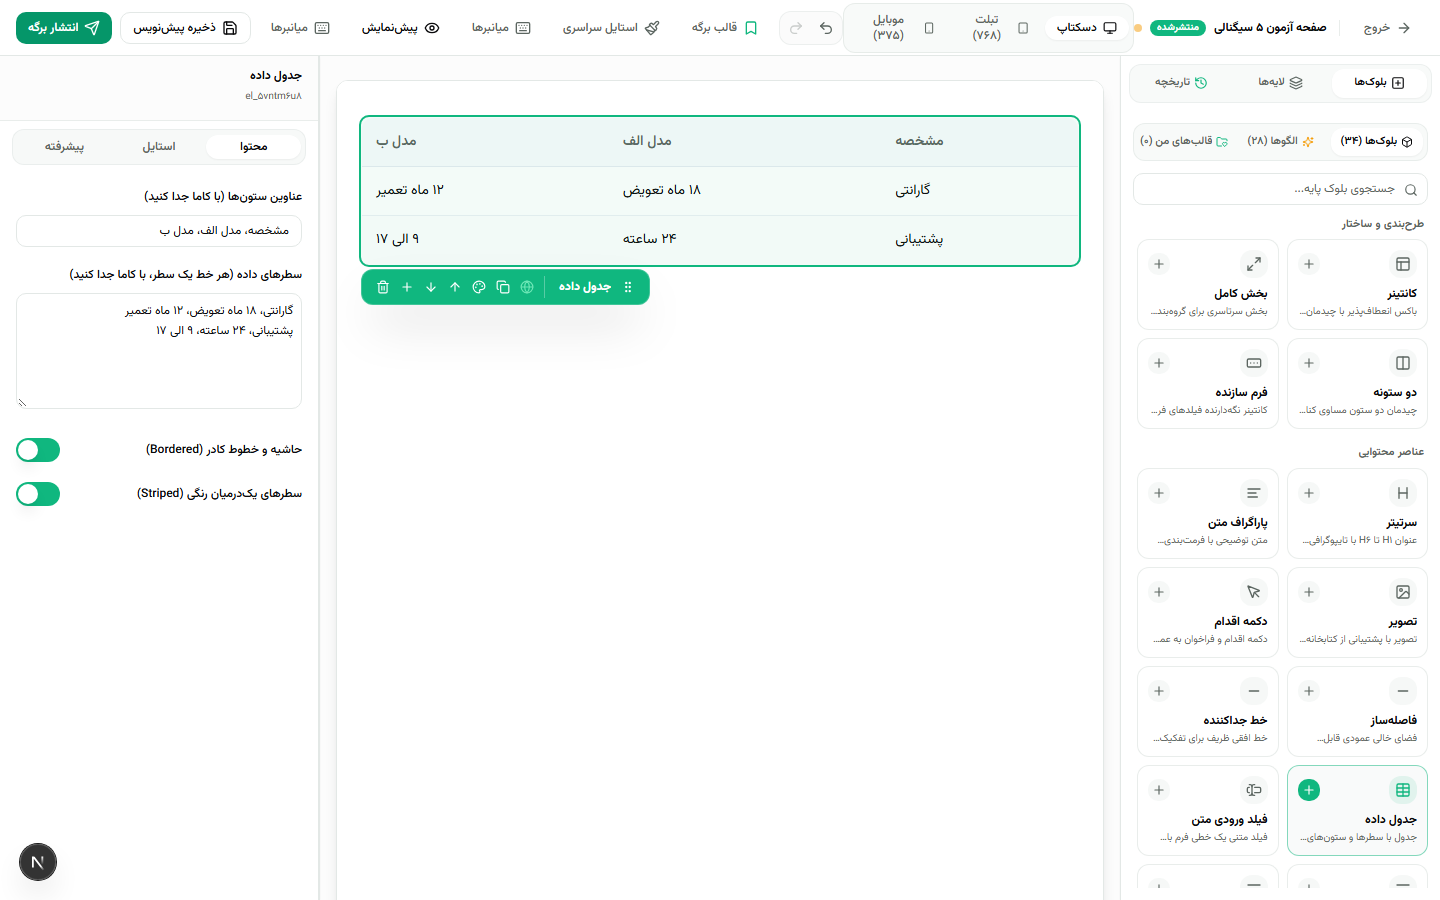 خروج
صفحه آزمون ۵ سیگنالی
منتشرشده
دسکتاپ
تبلت (۷۶۸)
موبایل (۳۷۵)
قالب برگه
استایل سراسری
میانبرها
پیش‌نمایش
میانبرها
ذخیره پیش‌نویس
انتشار برگه
بلوک‌ها
لایه‌ها
تاریخچه
بلوک‌ها (۳۴)
الگوها (۲۸)
قالب‌های من (۰)
جستجوی بلوک پایه...
طرح‌بندی و ساختار
کانتینر
باکس انعطاف‌پذیر با چیدمان...
بخش کامل
بخش سرتاسری برای گروه‌بند...
دو ستونه
چیدمان دو ستون مساوی کنا...
فرم سازنده
کانتینر نگه‌دارنده فیلدهای فر...
عناصر محتوایی
سرتیتر
عنوان H۱ تا H۶ با تایپوگرافی...
پاراگراف متن
متن توضیحی با فرمت‌بندی...
تصویر
تصویر با پشتیبانی از کتابخانه...
دکمه اقدام
دکمه اقدام و فراخوان به عمـ...
فاصله‌ساز
فضای خالی عمودی قابل...
خط جداکننده
خط افقی ظریف برای تفکیک...
جدول داده
جدول با سطرها و ستون‌های...
فیلد ورودی متن
فیلد متنی یک خطی فرم با...
مشخصه
مدل الف
مدل ب
گارانتی
۱۸ ماه تعویض
۱۲ ماه تعمیر
پشتیبانی
۲۴ ساعته
۹ الی ۱۷
جدول داده
جدول داده
el_۵vntm۶u۸
محتوا
استایل
پیشرفته
عناوین ستون‌ها (با کاما جدا کنید)
مشخصه، مدل الف، مدل ب
سطرهای داده (هر خط یک سطر، با کاما جدا کنید)
گارانتی، ۱۸ ماه تعویض، ۱۲ ماه تعمیر
پشتیبانی، ۲۴ ساعته، ۹ الی ۱۷
حاشیه و خطوط کادر (Bordered)
سطرهای یک‌درمیان رنگی (Striped)
N